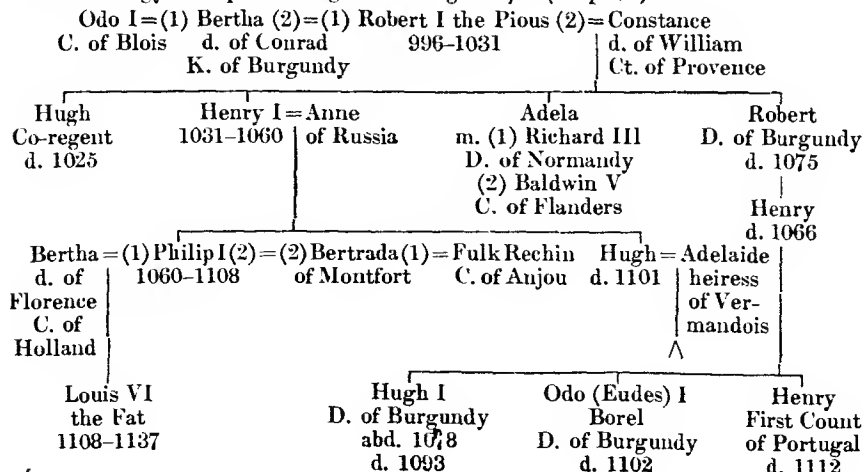 Odo I=(1) Bertha (2)=(1) Robert I the Pious (2)=Constance
C. of Blois d. of Conrad 996–1031 d. of William
K. of Burgundy Ct. of Provence
Hugh Henry I=Anne Adela Robert
Co-regent 1031–1060 of Russia m. (1) Richard III D. of Burgundy
d. 1025 D. of Normandy d. 1075
(2) Baldwin V
C. of Flanders Henry
d. 1066
Bertha=(1) Philip I (2)=(2) Bertrada (1)=Fulk Rechin Hugh=Adelaide
d. of 1060–1108 of Montfort C. of Anjou d. 1101 heiress
Florence of Ver-
C. of mandois
Holland
Louis VI Hugh I Odo (Eudes) I Henry
the Fat D. of Burgundy Borel First Count
1108–1137 abd. 1078 D. of Burgundy of Portugal
d. 1093 d. 1102 d. 1112